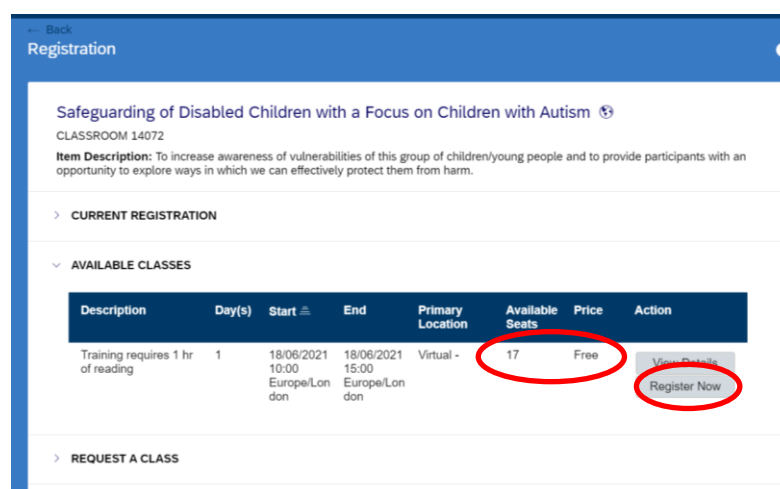 ← Back
Registration
Safeguarding of Disabled Children with a Focus on Children with Autism
CLASSROOM 14072
Item Description: To increase awareness of vulnerabilities of this group of children/young people and to provide participants with an
opportunity to explore ways in which we can effectively protect them from harm.
> CURRENT REGISTRATION
AVAILABLE CLASSES
Description Day(s) Start End Primary Location Available Seats Price Action
Training requires 1 hr
of reading
1
18/06/2021
10:00
Europe/Lon
don
18/06/2021
15:00
Europe/Lon
don
Virtual -
17
Free
View Details
Register Now
> REQUEST A CLASS